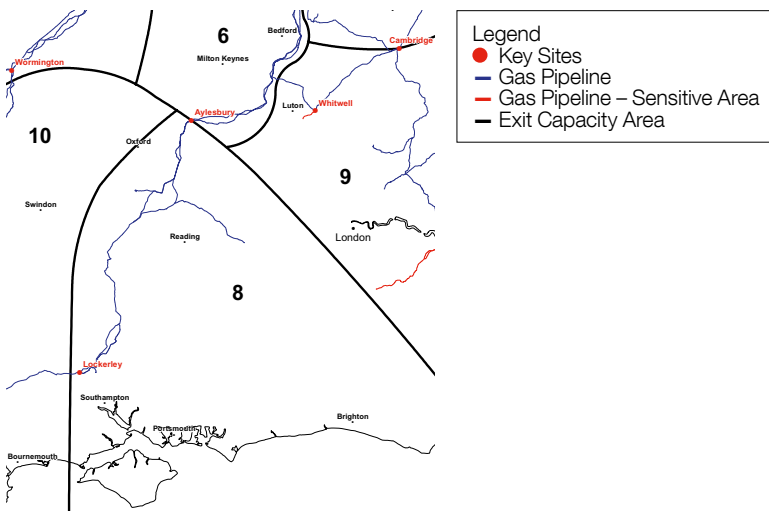 6
Bedford
Cambridge
Wormington
Milton Keynes
Luton
Whitwell
Aylesbury
10
Oxford
9
Swindon
London
Reading
8
Lockerley
Southampton
Portsmouth
Brighton
Bournemouth
Legend
Key Sites
Gas Pipeline
Gas Pipeline – Sensitive Area
Exit Capacity Area